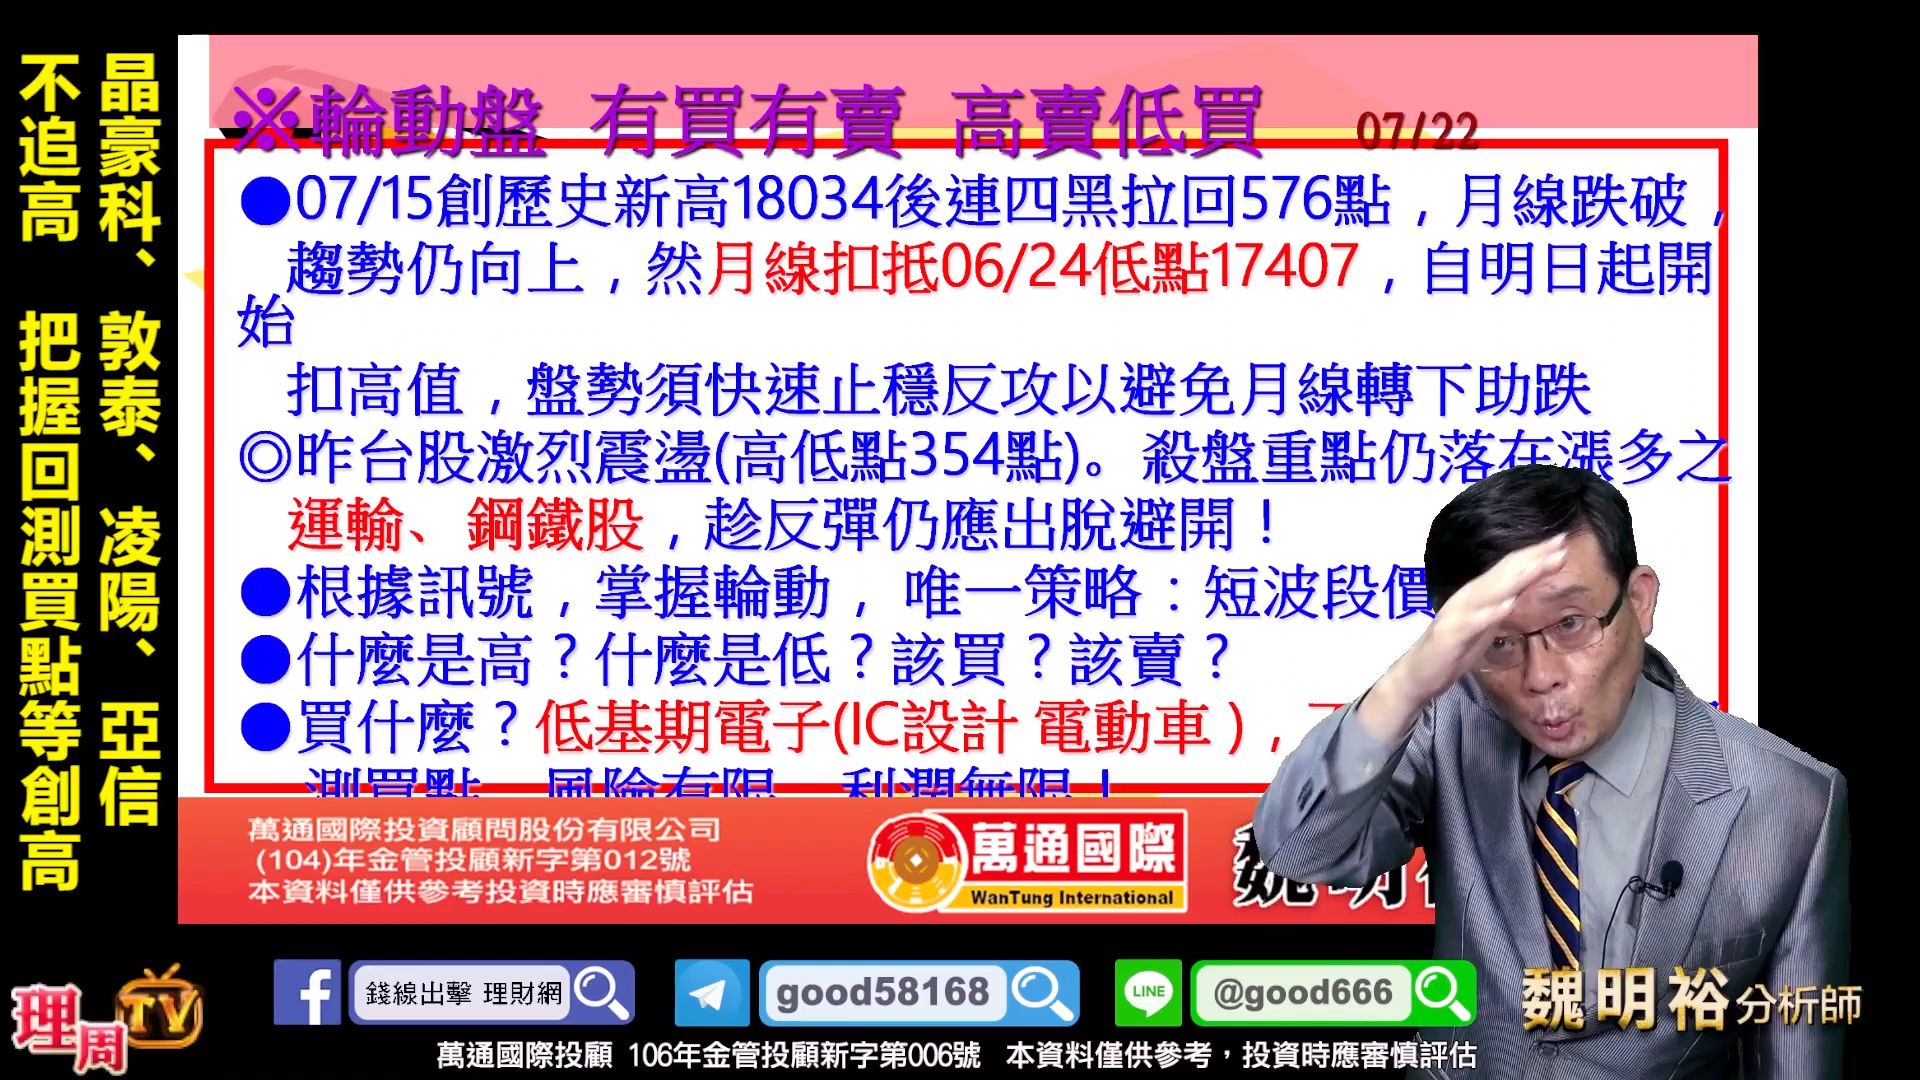 晶豪科、敦泰、凌陽、亞信
不追高 把握回測買點等創高
※輪動盤 有買有賣 高賣低買 07/22
●07/15創歷史新高18034後連四黑拉回576點，月線跌破，
趨勢仍向上，然月線扣抵06/24低點17407，自明日起開
始
扣高值，盤勢須快速止穩反攻以避免月線轉下助跌
◎昨台股激烈震盪(高低點354點)。殺盤重點仍落在漲多之
運輸、鋼鐵股，趁反彈仍應出脫避開！
●根據訊號，掌握輪動， 唯一策略：短波段價
●什麼是高？什麼是低？該買？該賣？
●買什麼？低基期電子(IC設計 電動車)，
測買點 風險有限 利潤無限！
萬通國際投資顧問股份有限公司
(104)年金管投顧新字第012號
本資料僅供參考投資時應審慎評估
萬通國際
WanTung International
魏明
理周TV
錢線出擊 理財網
good58168
LINE
@good666
魏明裕分析師
萬通國際投顧 106年金管投顧新字第006號 本資料僅供參考，投資時應審慎評估